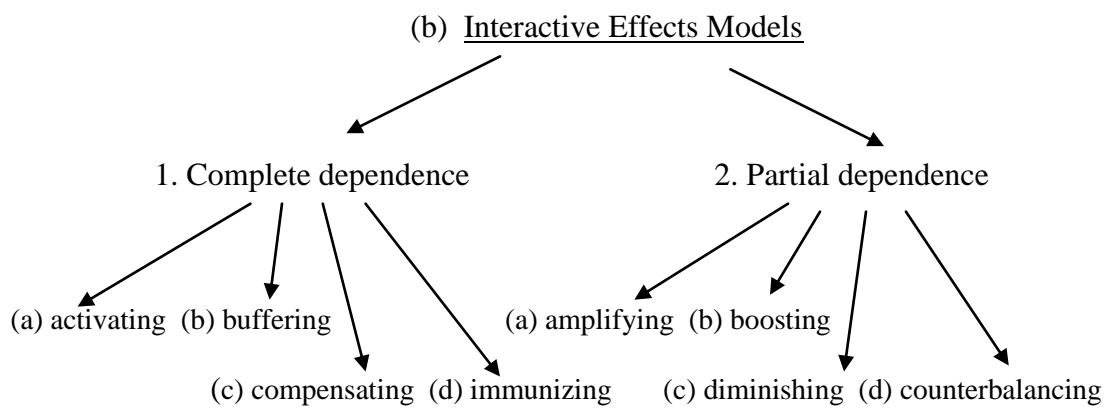 (b) Interactive Effects Models
1. Complete dependence 2. Partial dependence
(a) activating (b) buffering (a) amplifying (b) boosting
(c) compensating (d) immunizing (c) diminishing (d) counterbalancing